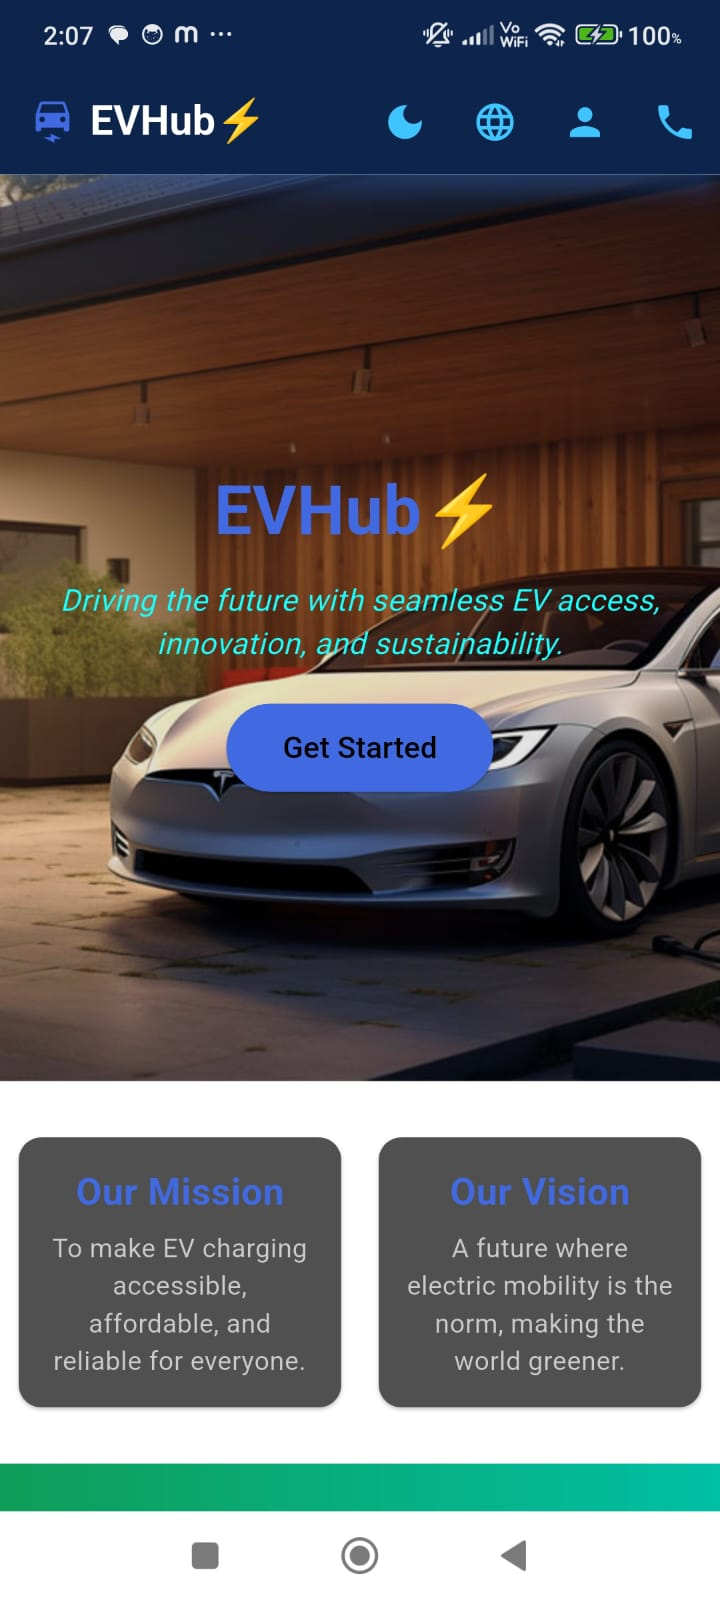 2:07 m ... Vo WiFi 100%
EVHub⚡
EVHub⚡
Driving the future with seamless EV access,
innovation, and sustainability.
Get Started
Our Mission
To make EV charging
accessible,
affordable, and
reliable for everyone.
Our Vision
A future where
electric mobility is the
norm, making the
world greener.